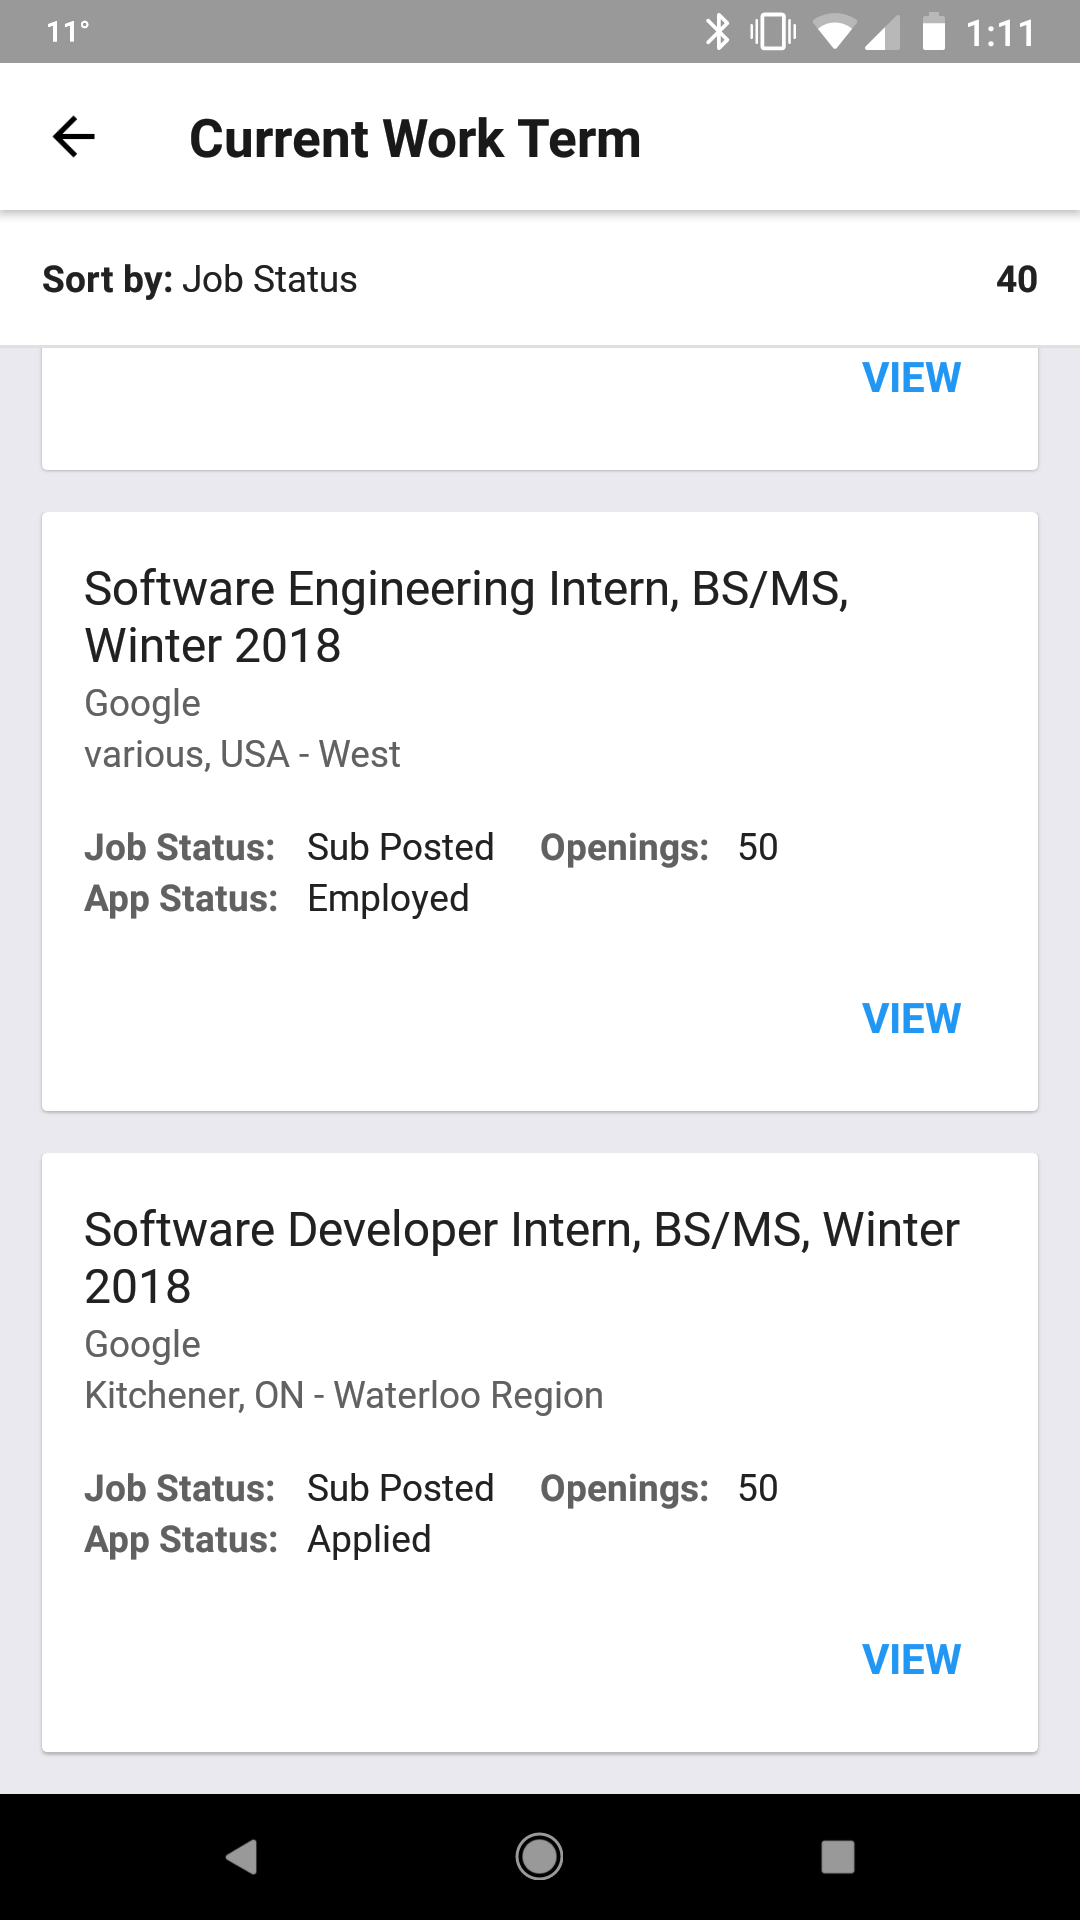 11°
1:11
Current Work Term
Sort by: Job Status
40
VIEW
Software Engineering Intern, BS/MS,
Winter 2018
Google
various, USA - West
Job Status: Sub Posted Openings: 50
App Status: Employed
VIEW
Software Developer Intern, BS/MS, Winter
2018
Google
Kitchener, ON - Waterloo Region
Job Status: Sub Posted Openings: 50
App Status: Applied
VIEW